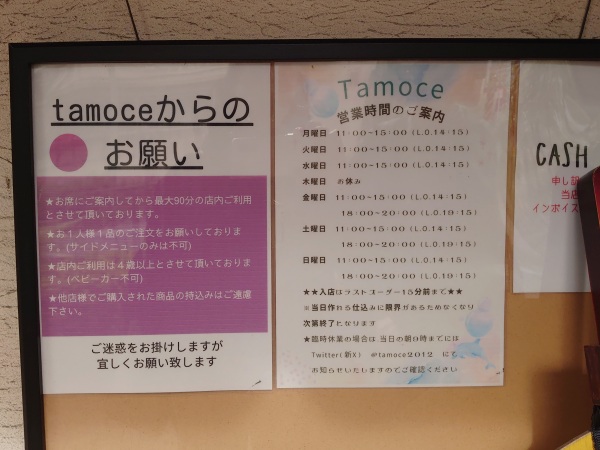 tamoceからの
お願い
★お席にご案内してから最大90分の店内ご利用
とさせて頂いております。
★お１人様１品のご注文をお願いしておりま
す。(サイドメニューのみは不可)
★店内ご利用は４歳以上とさせて頂いておりま
す。(ベビーカー不可)
★他店様でご購入された商品の持込みはご遠慮
下さい。
ご迷惑をお掛けしますが
宜しくお願い致します
Tamoce
営業時間のご案内
月曜日 11:00~15:00 (L.O.14:15)
火曜日 11:00~15:00 (L.O.14:15)
水曜日 11:00~15:00 (L.O.14:15)
木曜日 お休み
金曜日 11:00~15:00 (L.O.14:15)
18:00~20:00 (L.O.19:15)
土曜日 11:00~15:00 (L.O.14:15)
18:00~20:00 (L.O.19:15)
日曜日 11:00~15:00 (L.O.14:15)
18:00~20:00 (L.O.19:15)
★★入店はラストオーダー15分前まで★★
※当日作れる仕込みに限界があるためなくなり
次第終了となります
★臨時休業の場合は 当日の朝9時までには
Twitter(新X) @tamoce2012 にて
お知らせいたしますのでご確認ください
CASH
申し訳
当店
インボイス